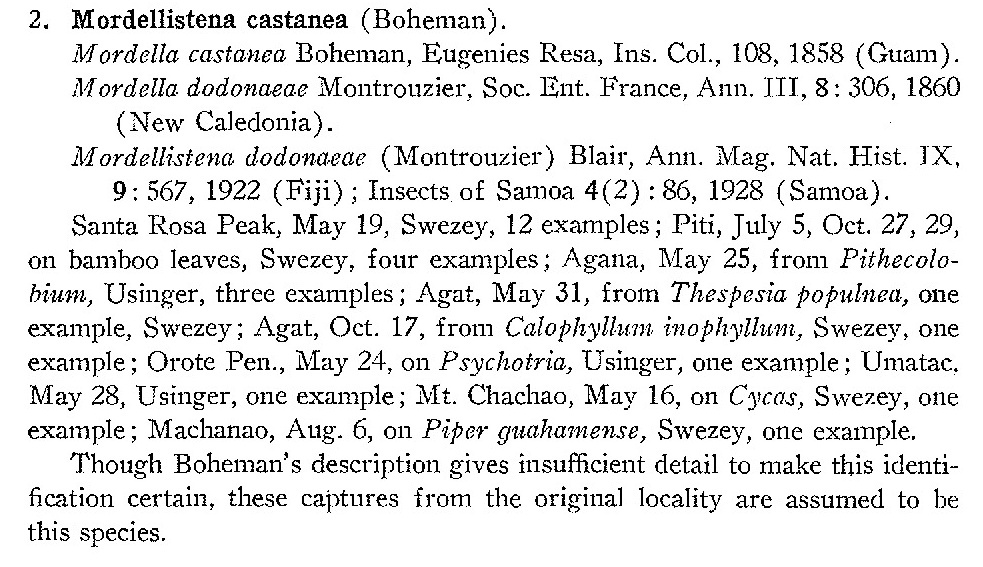 2. Mordellistena castanea (Boheman).
Mordella castanea Boheman, Eugenies Resa, Ins. Col., 108, 1858 (Guam).
Mordella dodonaeae Montrouzier, Soc. Ent. France, Ann. III, 8: 306, 1860
(New Caledonia).
Mordellistena dodonaeae (Montrouzier) Blair, Ann. Mag. Nat. Hist. IX,
9: 567, 1922 (Fiji); Insects of Samoa 4(2): 86, 1928 (Samoa).
Santa Rosa Peak, May 19, Swezey, 12 examples; Piti, July 5, Oct. 27, 29,
on bamboo leaves, Swezey, four examples; Agana, May 25, from Pithecolo-
bium, Usinger, three examples; Agat, May 31, from Thespesia populnea, one
example, Swezey; Agat, Oct. 17, from Calophyllum inophyllum, Swezey, one
example; Orote Pen., May 24, on Psychotria, Usinger, one example; Umatac,
May 28, Usinger, one example; Mt. Chachao, May 16, on Cycas, Swezey, one
example; Machanao, Aug. 6, on Piper guahamense, Swezey, one example.
Though Boheman's description gives insufficient detail to make this identi-
fication certain, these captures from the original locality are assumed to be
this species.